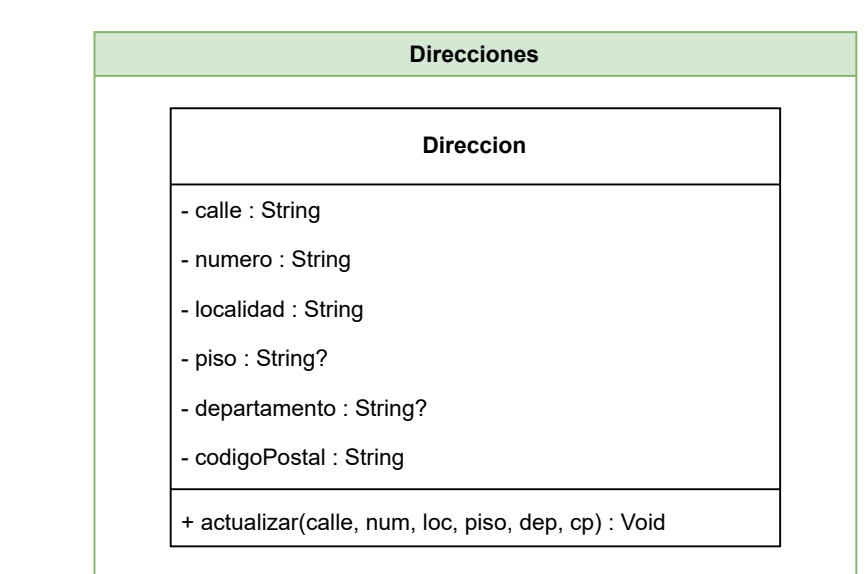 Direcciones
Direccion
- calle : String
- numero : String
- localidad : String
- piso : String?
- departamento : String?
- codigoPostal : String
+ actualizar(calle, num, loc, piso, dep, cp) : Void